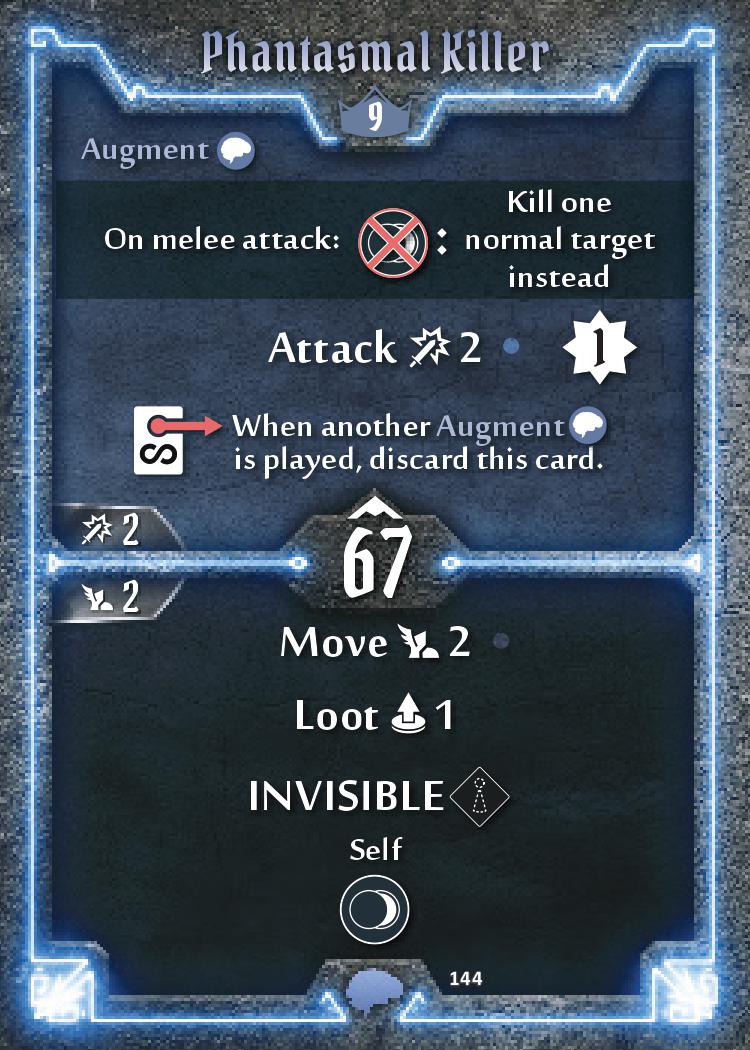 Phantasmal Killer
9
Augment
On melee attack: : Kill one
normal target
instead
Attack 2 1
When another Augment
is played, discard this card.
2
67
2
Move 2
Loot 1
INVISIBLE
Self
144